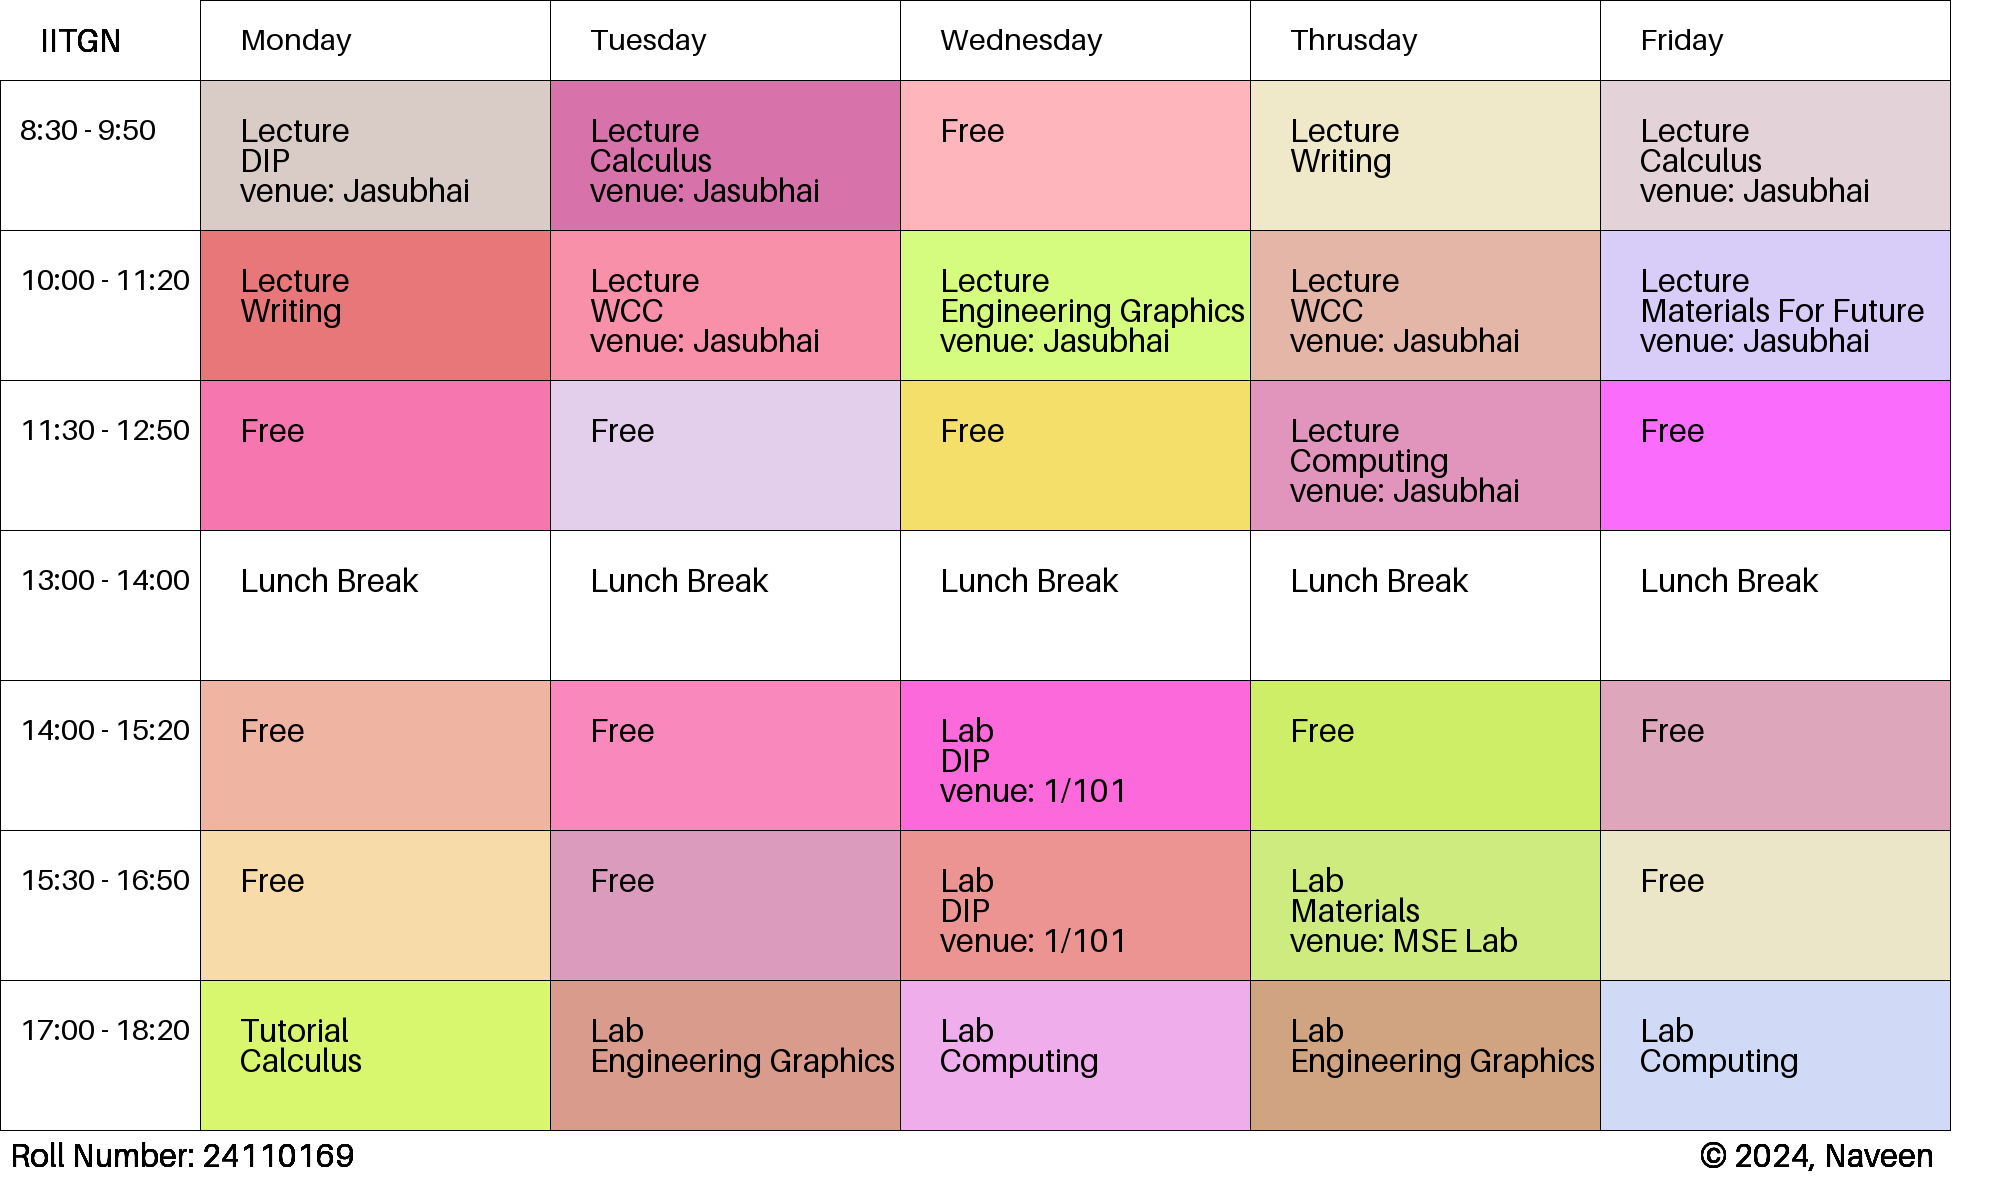 IITGN
Monday
Tuesday
Wednesday
Thrusday
Friday
8:30 - 9:50
Lecture
DIP
venue: Jasubhai
Lecture
Calculus
venue: Jasubhai
Free
Lecture
Writing
Lecture
Calculus
venue: Jasubhai
10:00 - 11:20
Lecture
Writing
Lecture
WCC
venue: Jasubhai
Lecture
Engineering Graphics
venue: Jasubhai
Lecture
WCC
venue: Jasubhai
Lecture
Materials For Future
venue: Jasubhai
11:30 - 12:50
Free
Free
Free
Lecture
Computing
venue: Jasubhai
Free
13:00 - 14:00
Lunch Break
Lunch Break
Lunch Break
Lunch Break
Lunch Break
14:00 - 15:20
Free
Free
Lab
DIP
venue: 1/101
Free
Free
15:30 - 16:50
Free
Free
Lab
DIP
venue: 1/101
Lab
Materials
venue: MSE Lab
Free
17:00 - 18:20
Tutorial
Calculus
Lab
Engineering Graphics
Lab
Computing
Lab
Engineering Graphics
Lab
Computing
Roll Number: 24110169
© 2024, Naveen